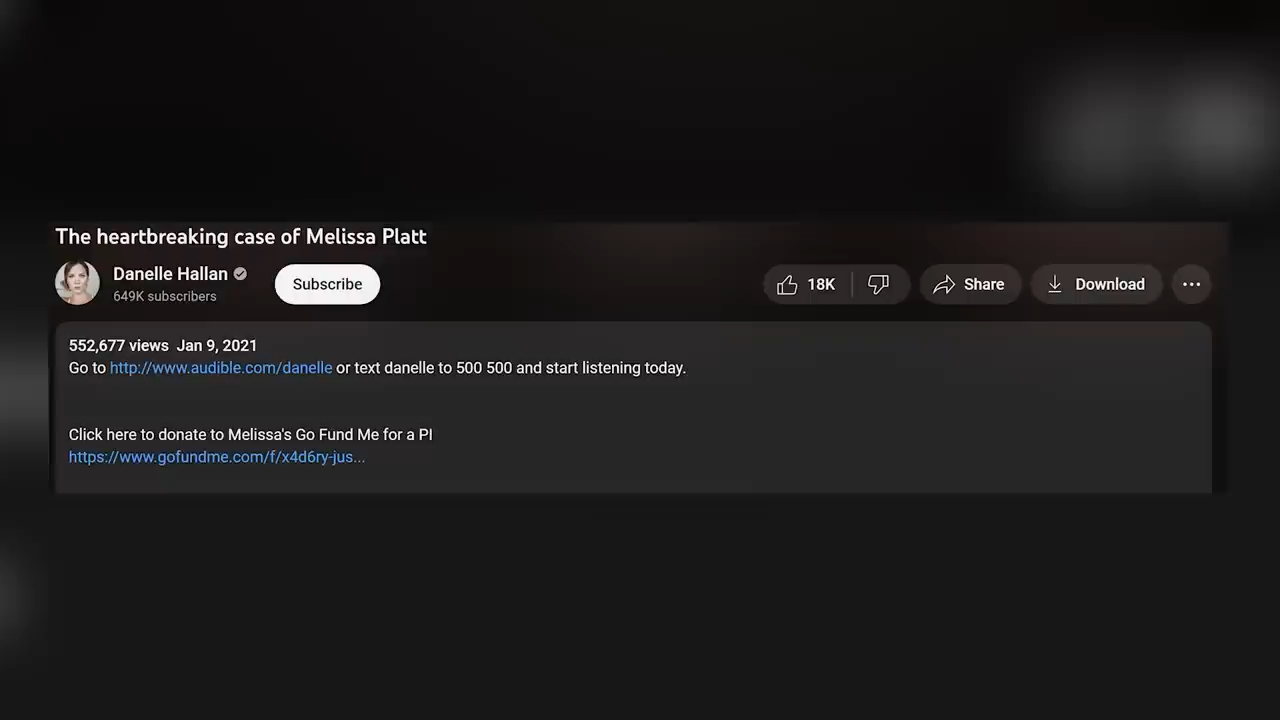 The heartbreaking case of Melissa Platt
Danelle Hallan
649K subscribers
Subscribe
18K
Share
Download
552,677 views Jan 9, 2021
Go to http://www.audible.com/danelle or text danelle to 500 500 and start listening today.
Click here to donate to Melissa's Go Fund Me for a PI
https://www.gofundme.com/f/x4d6ry-jus...